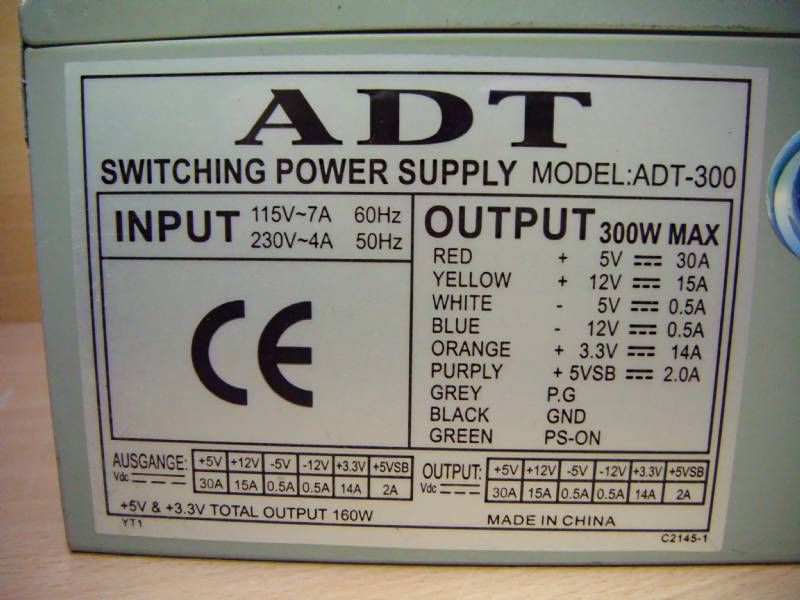 ADT
SWITCHING POWER SUPPLY MODEL:ADT-300
INPUT 115V~7A 60Hz
230V~4A 50Hz
CE
OUTPUT 300W MAX
RED + 5V 30A
YELLOW + 12V 15A
WHITE - 5V 0.5A
BLUE - 12V 0.5A
ORANGE + 3.3V 14A
PURPLY + 5VSB 2.0A
GREY P.G
BLACK GND
GREEN PS-ON
AUSGANGE: +5V +12V -5V -12V +3.3V +5VSB
Vdc 30A 15A 0.5A 0.5A 14A 2A
OUTPUT: +5V +12V -5V -12V +3.3V +5VSB
Vdc 30A 15A 0.5A 0.5A 14A 2A
+5V & +3.3V TOTAL OUTPUT 160W
MADE IN CHINA
YT1
C2145-1